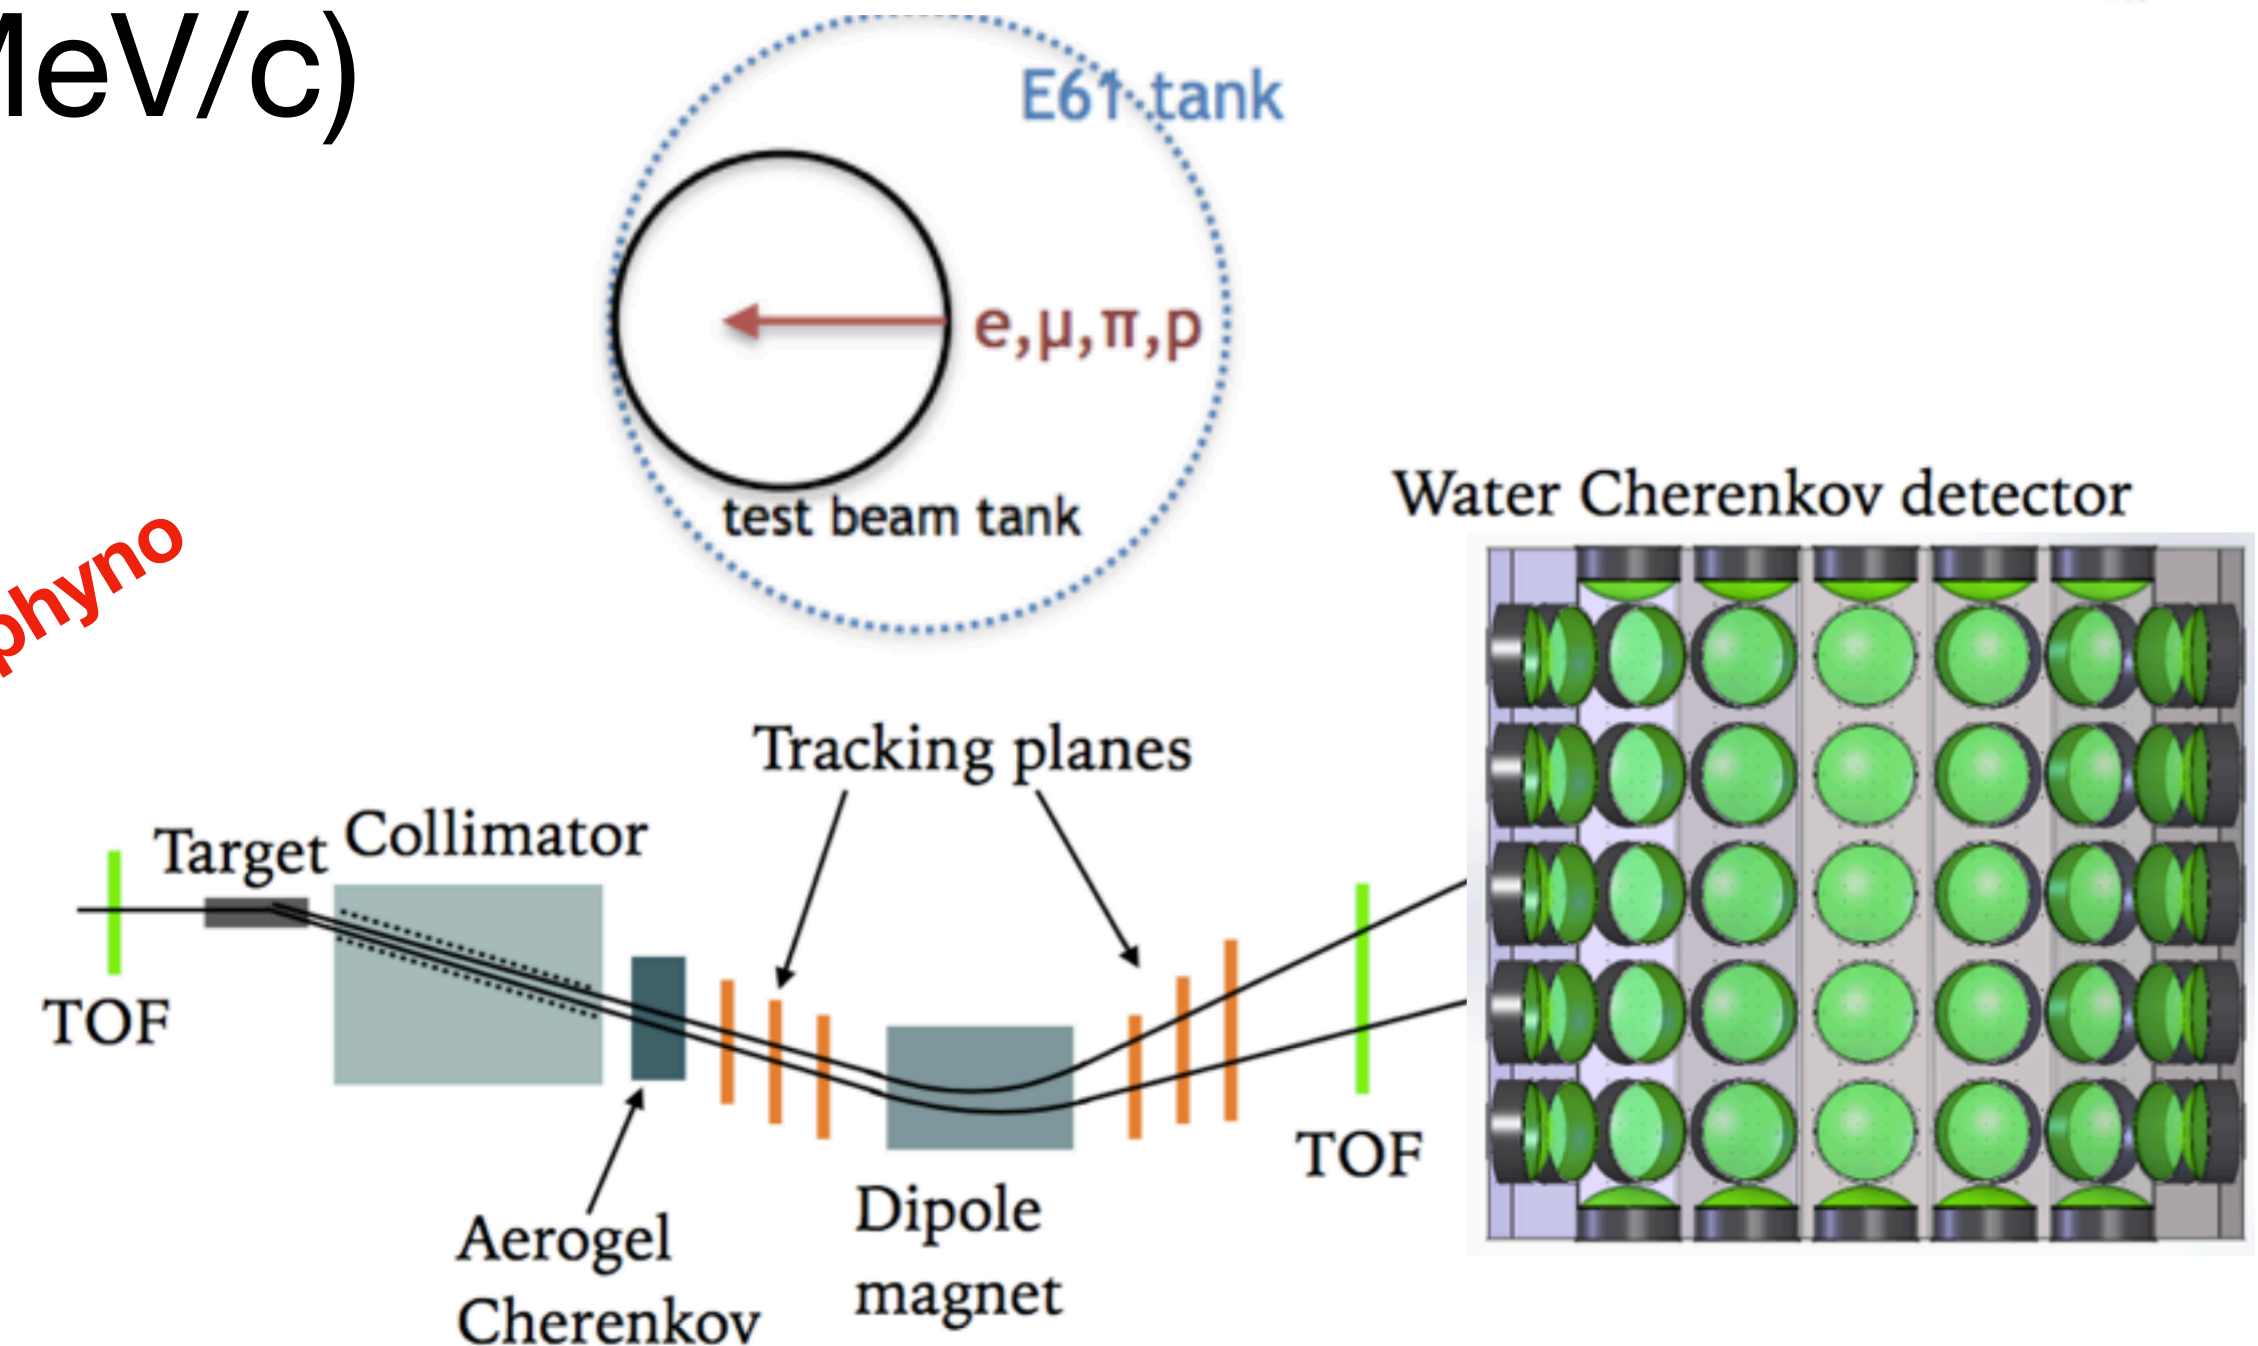 MeV/c)
E61 tank
e,μ,π,p
test beam tank
phyno
Water Cherenkov detector
Tracking planes
Target
Collimator
TOF
TOF
Aerogel
Cherenkov
Dipole
magnet